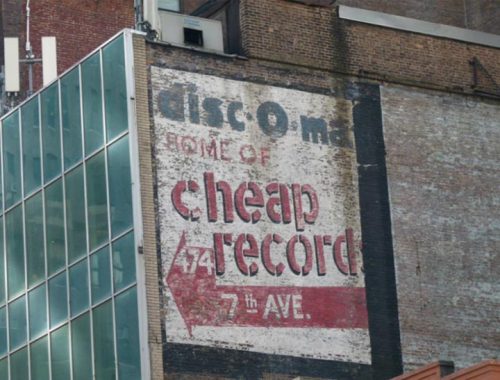 disc·O·ma
HOME OF
cheap
record
474
7th AVE.